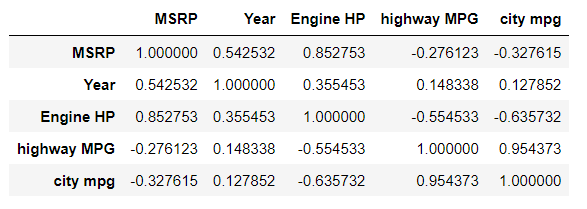 MSRP Year Engine HP highway MPG city mpg
MSRP 1.000000 0.542532 0.852753 -0.276123 -0.327615
Year 0.542532 1.000000 0.355453 0.148338 0.127852
Engine HP 0.852753 0.355453 1.000000 -0.554533 -0.635732
highway MPG -0.276123 0.148338 -0.554533 1.000000 0.954373
city mpg -0.327615 0.127852 -0.635732 0.954373 1.000000